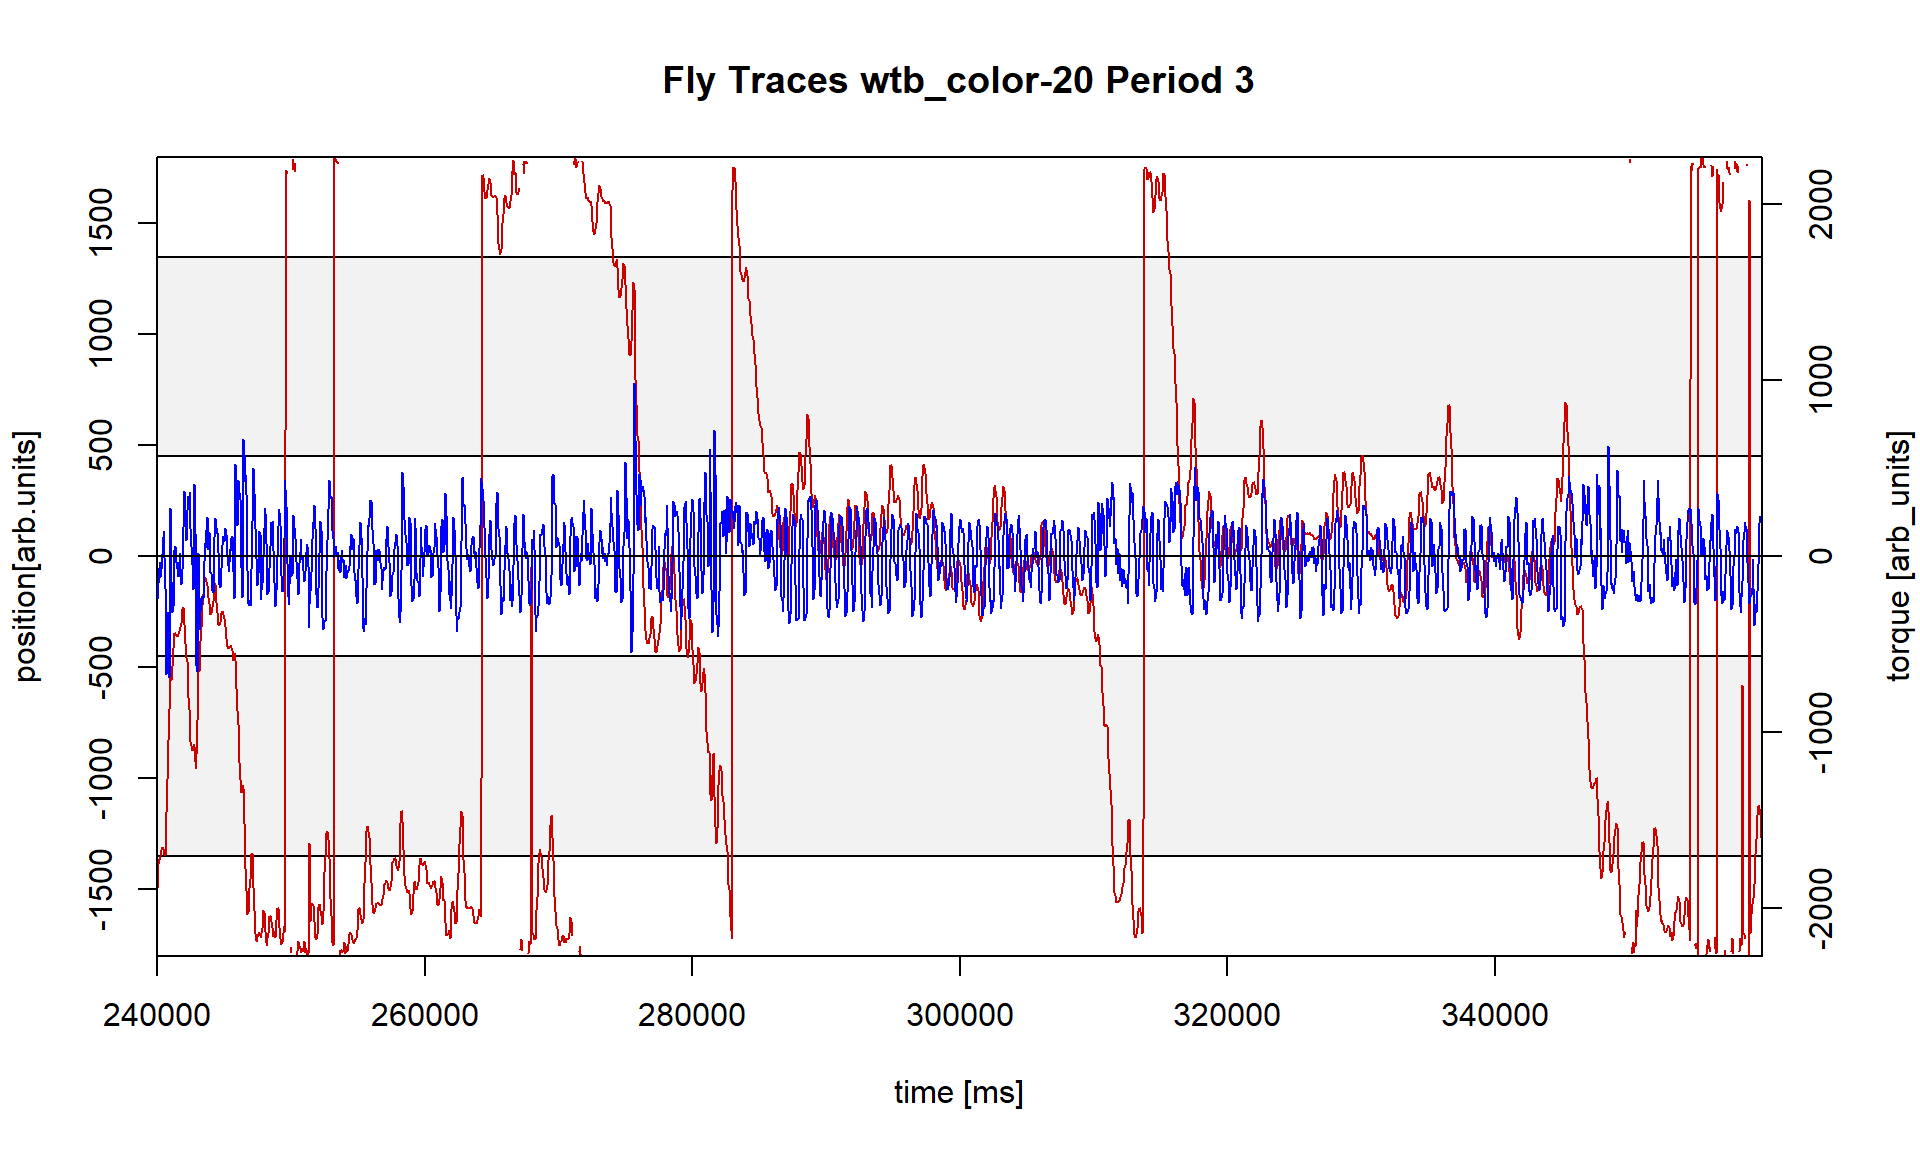 Fly Traces wtb_color-20 Period 3
position[arb.units]
1500
1000
500
0
-500
-1000
-1500
2000
1000
0
-1000
-2000
torque [arb_units]
240000 260000 280000 300000 320000 340000
time [ms]